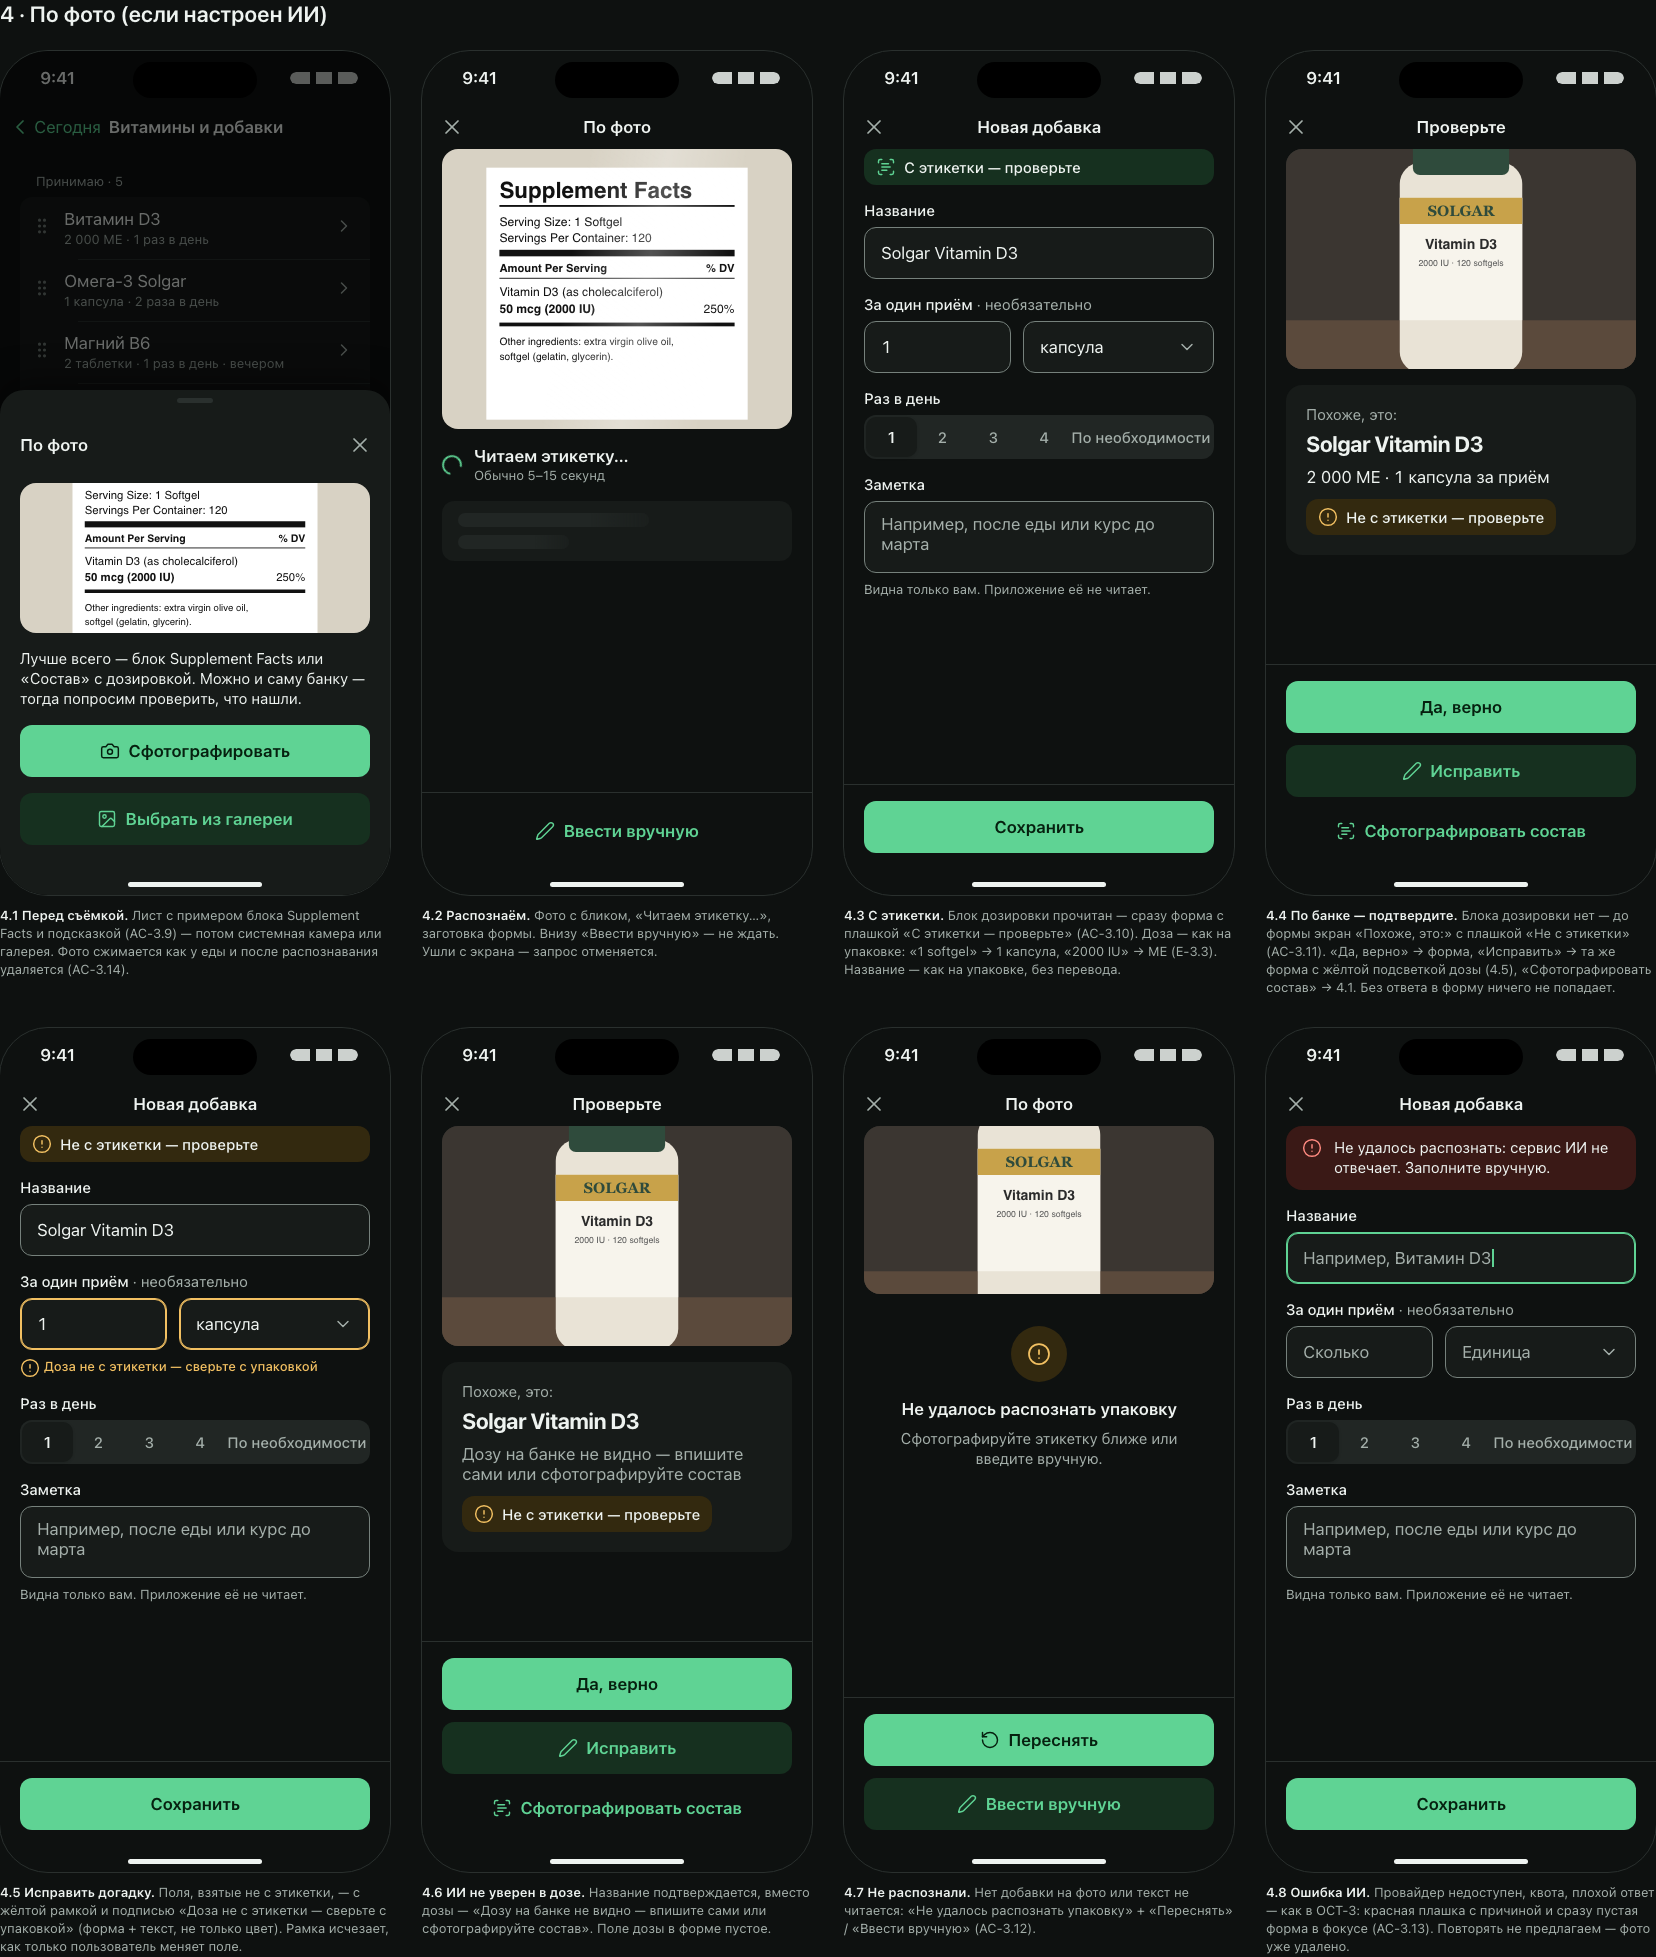 4 · По фото (если настроен ИИ)
9:41
Сегодня Витамины и добавки
Принимаю · 5
Витамин D3
2 000 МЕ · 1 раз в день
Омега-3 Solgar
1 капсула · 2 раза в день
Магний B6
2 таблетки · 1 раз в день · вечером
По фото
Serving Size: 1 Softgel
Servings Per Container: 120
Amount Per Serving % DV
Vitamin D3 (as cholecalciferol)
50 mcg (2000 IU) 250%
Other ingredients: extra virgin olive oil,
softgel (gelatin, glycerin).
Лучше всего — блок Supplement Facts или
«Состав» с дозировкой. Можно и саму банку —
тогда попросим проверить, что нашли.
Сфотографировать
Выбрать из галереи
4.1 Перед съёмкой. Лист с примером блока Supplement
Facts и подсказкой (AC-3.9) — потом системная камера или
галерея. Фото сжимается как у еды и после распознавания
удаляется (AC-3.14).
9:41
По фото
Supplement Facts
Serving Size: 1 Softgel
Servings Per Container: 120
Amount Per Serving % DV
Vitamin D3 (as cholecalciferol)
50 mcg (2000 IU) 250%
Other ingredients: extra virgin olive oil,
softgel (gelatin, glycerin).
Читаем этикетку…
Обычно 5–15 секунд
Ввести вручную
4.2 Распознаём. Фото с бликом, «Читаем этикетку…»,
заготовка формы. Внизу «Ввести вручную» — не ждать.
Ушли с экрана — запрос отменяется.
9:41
Новая добавка
С этикетки — проверьте
Название
Solgar Vitamin D3
За один приём · необязательно
1 капсула
Раз в день
1 2 3 4 По необходимости
Заметка
Например, после еды или курс до
марта
Видна только вам. Приложение её не читает.
Сохранить
4.3 С этикетки. Блок дозировки прочитан — сразу форма с
плашкой «С этикетки — проверьте» (AC-3.10). Доза — как на
упаковке: «1 softgel» → 1 капсула, «2000 IU» → МЕ (E-3.3).
Название — как на упаковке, без перевода.
9:41
Проверьте
SOLGAR
Vitamin D3
2000 IU · 120 softgels
Похоже, это:
Solgar Vitamin D3
2 000 МЕ · 1 капсула за приём
Не с этикетки — проверьте
Да, верно
Исправить
Сфотографировать состав
4.4 По банке — подтвердите. Блока дозировки нет — до
формы экран «Похоже, это:» с плашкой «Не с этикетки»
(AC-3.11). «Да, верно» → форма, «Исправить» → та же
форма с жёлтой подсветкой дозы (4.5), «Сфотографировать
состав» → 4.1. Без ответа в форму ничего не попадает.
9:41
Новая добавка
Не с этикетки — проверьте
Название
Solgar Vitamin D3
За один приём · необязательно
1 капсула
Доза не с этикетки — сверьте с упаковкой
Раз в день
1 2 3 4 По необходимости
Заметка
Например, после еды или курс до
марта
Видна только вам. Приложение её не читает.
Сохранить
4.5 Исправить догадку. Поля, взятые не с этикетки, — с
жёлтой рамкой и подписью «Доза не с этикетки — сверьте с
упаковкой» (форма + текст, не только цвет). Рамка исчезает,
как только пользователь меняет поле.
9:41
Проверьте
SOLGAR
Vitamin D3
2000 IU · 120 softgels
Похоже, это:
Solgar Vitamin D3
Дозу на банке не видно — впишите
сами или сфотографируйте состав
Не с этикетки — проверьте
Да, верно
Исправить
Сфотографировать состав
4.6 ИИ не уверен в дозе. Название подтверждается, вместо
дозы — «Дозу на банке не видно — впишите сами или
сфотографируйте состав». Поле дозы в форме пустое.
9:41
По фото
SOLGAR
Vitamin D3
2000 IU · 120 softgels
Не удалось распознать упаковку
Сфотографируйте этикетку ближе или
введите вручную.
Переснять
Ввести вручную
4.7 Не распознали. Нет добавки на фото или текст не
читается: «Не удалось распознать упаковку» + «Переснять»
/ «Ввести вручную» (AC-3.12).
9:41
Новая добавка
Не удалось распознать: сервис ИИ не
отвечает. Заполните вручную.
Название
Например, Витамин D3
За один приём · необязательно
Сколько Единица
Раз в день
1 2 3 4 По необходимости
Заметка
Например, после еды или курс до
марта
Видна только вам. Приложение её не читает.
Сохранить
4.8 Ошибка ИИ. Провайдер недоступен, квота, плохой ответ
— как в ОСТ-3: красная плашка с причиной и сразу пустая
форма в фокусе (AC-3.13). Повторять не предлагаем — фото
уже удалено.